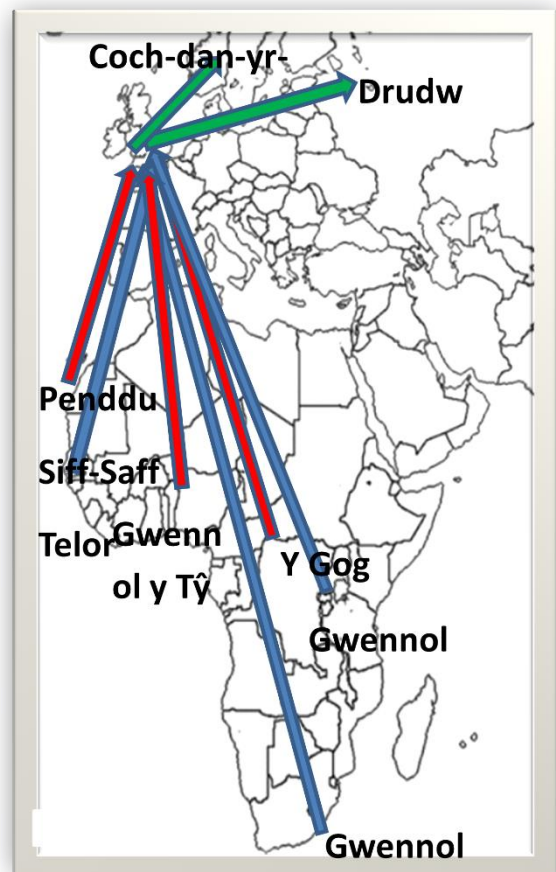 Coch-dan-yr-
Drudw
Penddu
Siff-Saff
Telor
Gwenn
ol y Tŷ
Y Gog
Gwennol
Gwennol